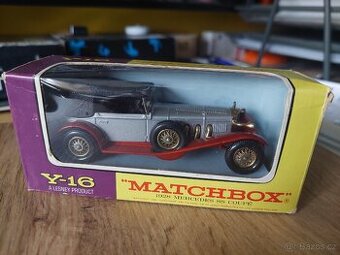 Y-16
A LESNEY PRODUCT
"MATCHBOX"®
1928 MERCEDES SS COUPÉ